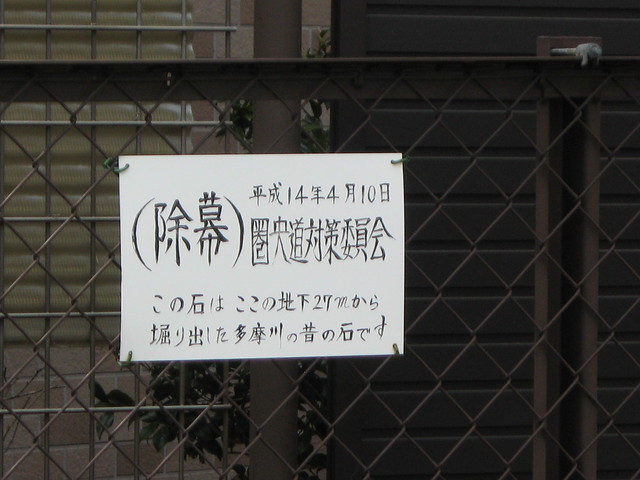 平成14年4月10日
(除幕)圏央道対策委員会
この石は ここの地下27mから
堀り出した多摩川の昔の石です